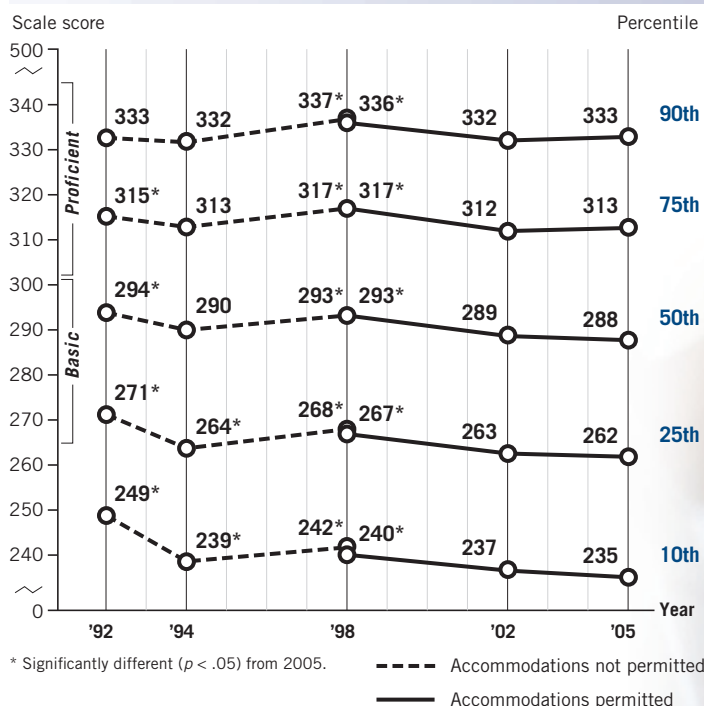 Scale score Percentile
500
340 333 332 337* 336* 332 333 90th
330
320 315* 313 317* 317* 312 313 75th
310
Proficient
300
294* 290 293* 293* 289 288 50th
290
280
Basic
271* 264* 268* 267* 263 262 25th
270
260
249* 239* 242* 240* 237 235 10th
250
240
0 Year
’92 ’94 ’98 ’02 ’05
* Significantly different (p < .05) from 2005.
Accommodations not permitted
Accommodations permitted